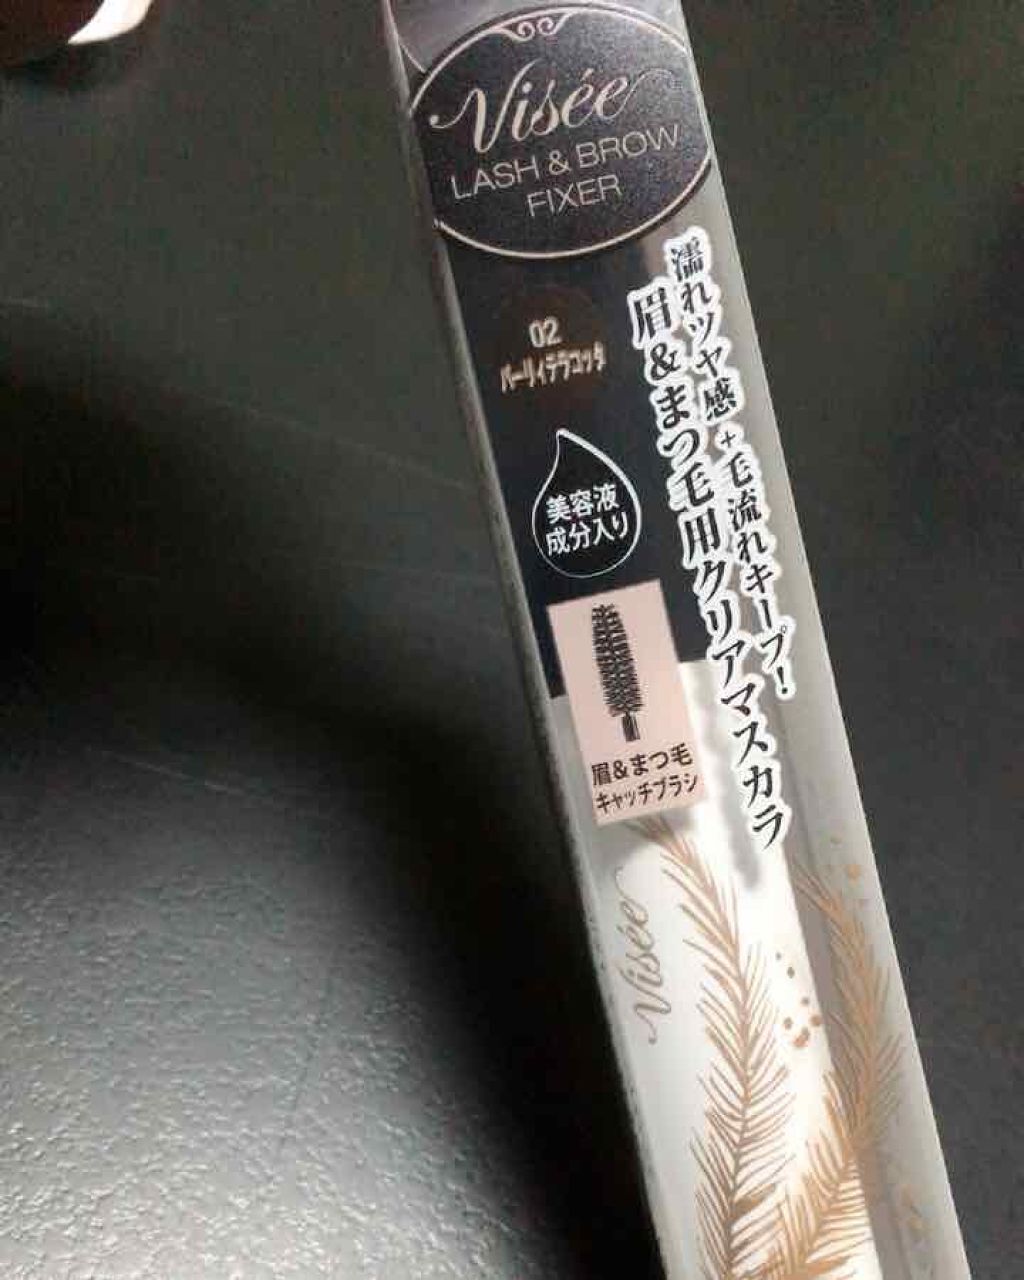 Visée
LASH & BROW
FIXER
02
パーリィテラコッタ
濡れツヤ感+毛流れキープ!
眉&まつ毛用クリアマスカラ
美容液
成分入り
眉&まつ毛
キャッチブラシ
Visée